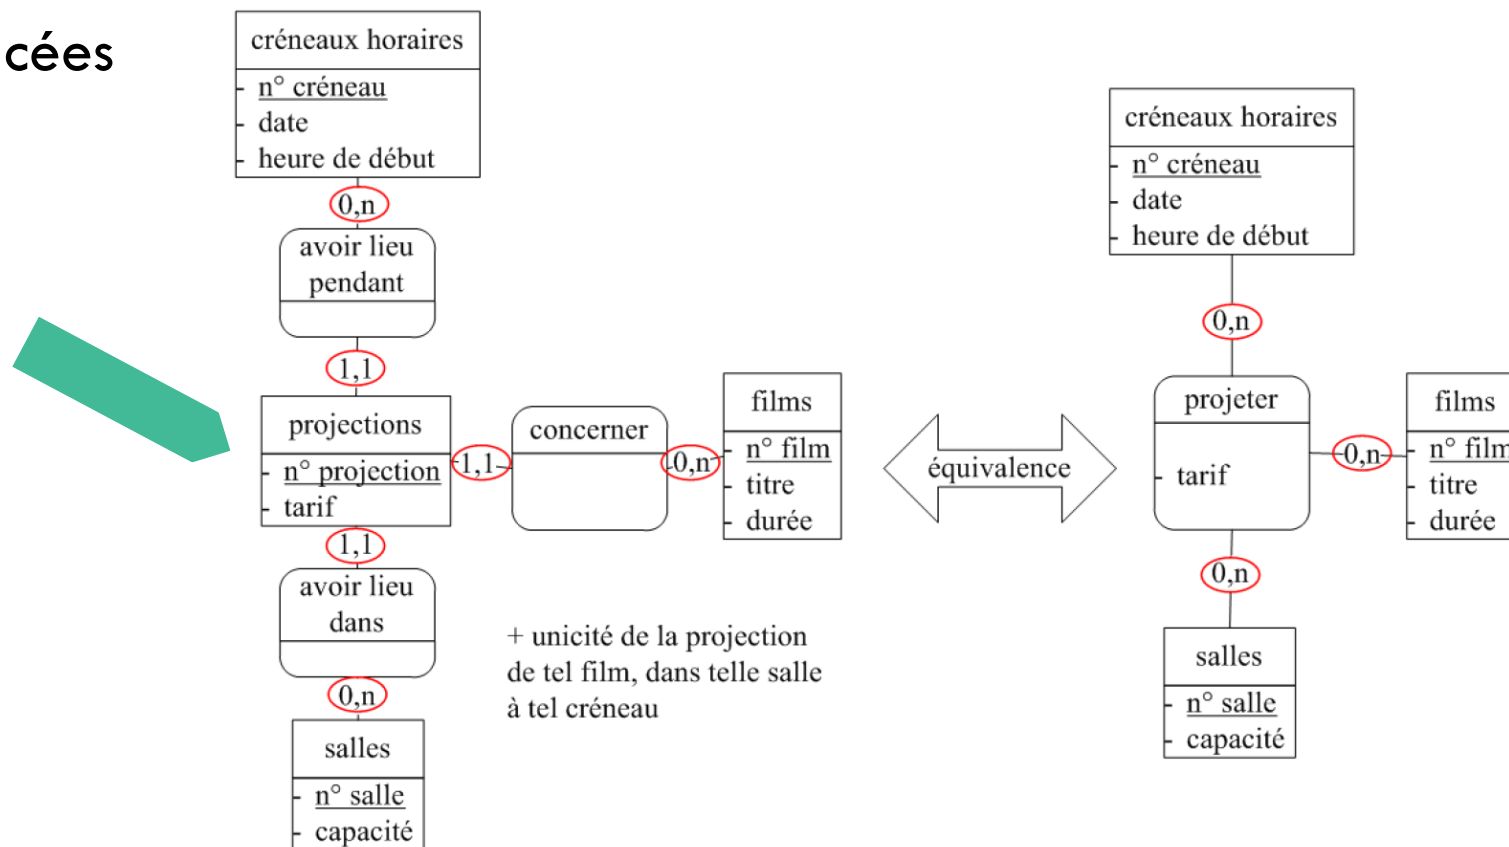 cées
créneaux horaires
- n° créneau
- date
- heure de début
0,n
avoir lieu
pendant
1,1
projections
- n° projection
- tarif
1,1
concerner
0,n
films
- n° film
- titre
- durée
1,1
avoir lieu
dans
0,n
salles
- n° salle
- capacité
+ unicité de la projection
de tel film, dans telle salle
à tel créneau
équivalence
créneaux horaires
- n° créneau
- date
- heure de début
0,n
projeter
- tarif
0,n
films
- n° film
- titre
- durée
0,n
salles
- n° salle
- capacité